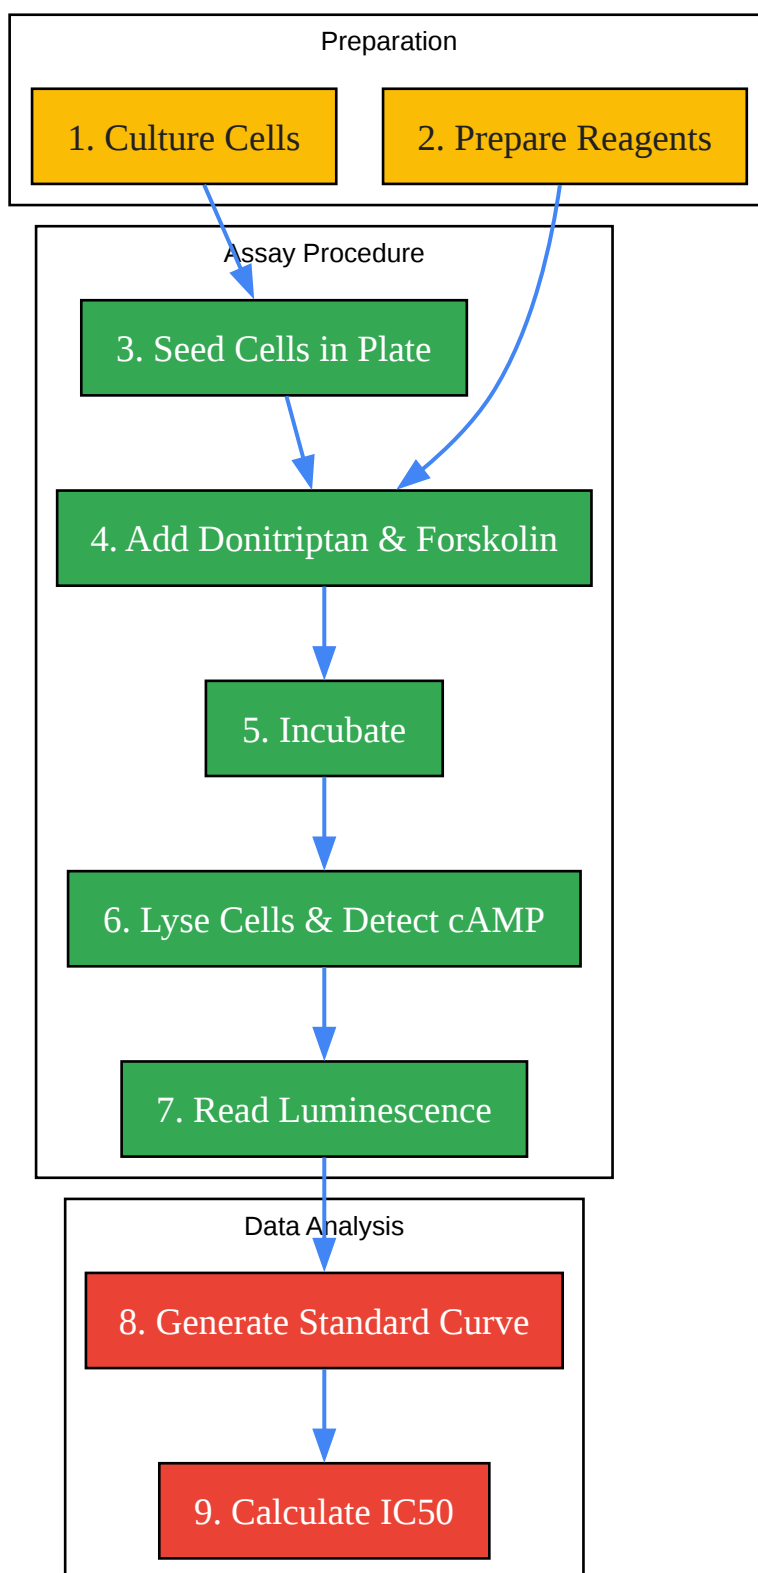 Preparation
1. Culture Cells
2. Prepare Reagents
Assay Procedure
3. Seed Cells in Plate
4. Add Donitriptan & Forskolin
5. Incubate
6. Lyse Cells & Detect cAMP
7. Read Luminescence
Data Analysis
8. Generate Standard Curve
9. Calculate IC50